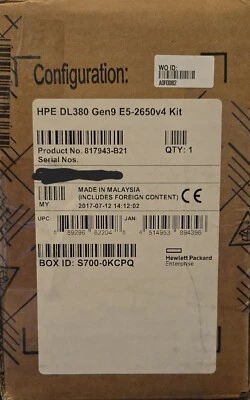 Configuration:
WO ID:
HPE DL380 Gen9 E5-2650v4 Kit
Product No. 817943-B21
QTY: 1
Serial Nos.
MADE IN MALAYSIA
(INCLUDES FOREIGN CONTENT)
MY
2017-07-12 14:12:02
CE
UPC:
JAN:
BOX ID: S700-0KCPQ
Hewlett Packard
Enterprise